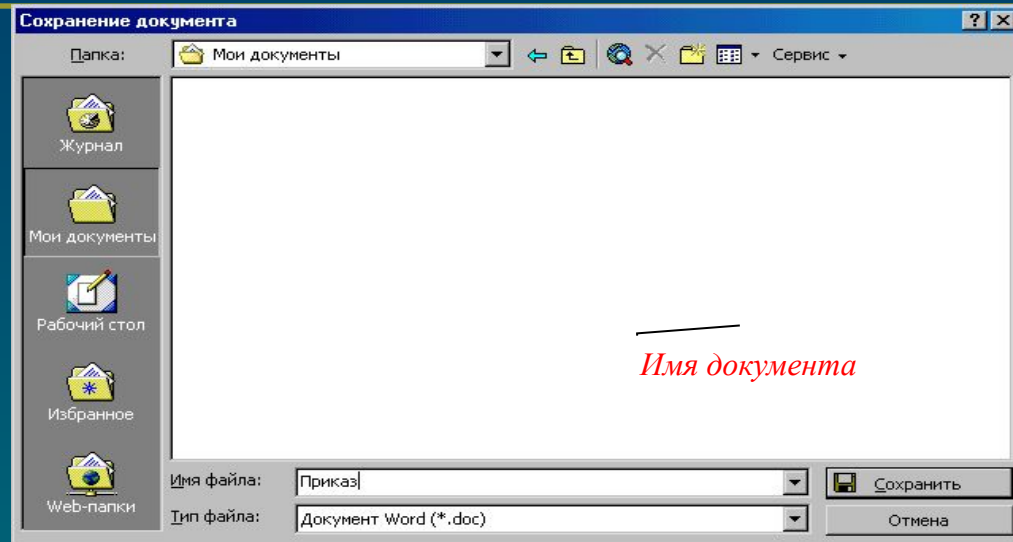 Сохранение документа
Папка:
Мои документы
Сервис
Журнал
Мои документы
Рабочий стол
Избранное
Web-папки
Имя документа
Имя файла:
Приказ
Сохранить
Тип файла:
Документ Word (*.doc)
Отмена